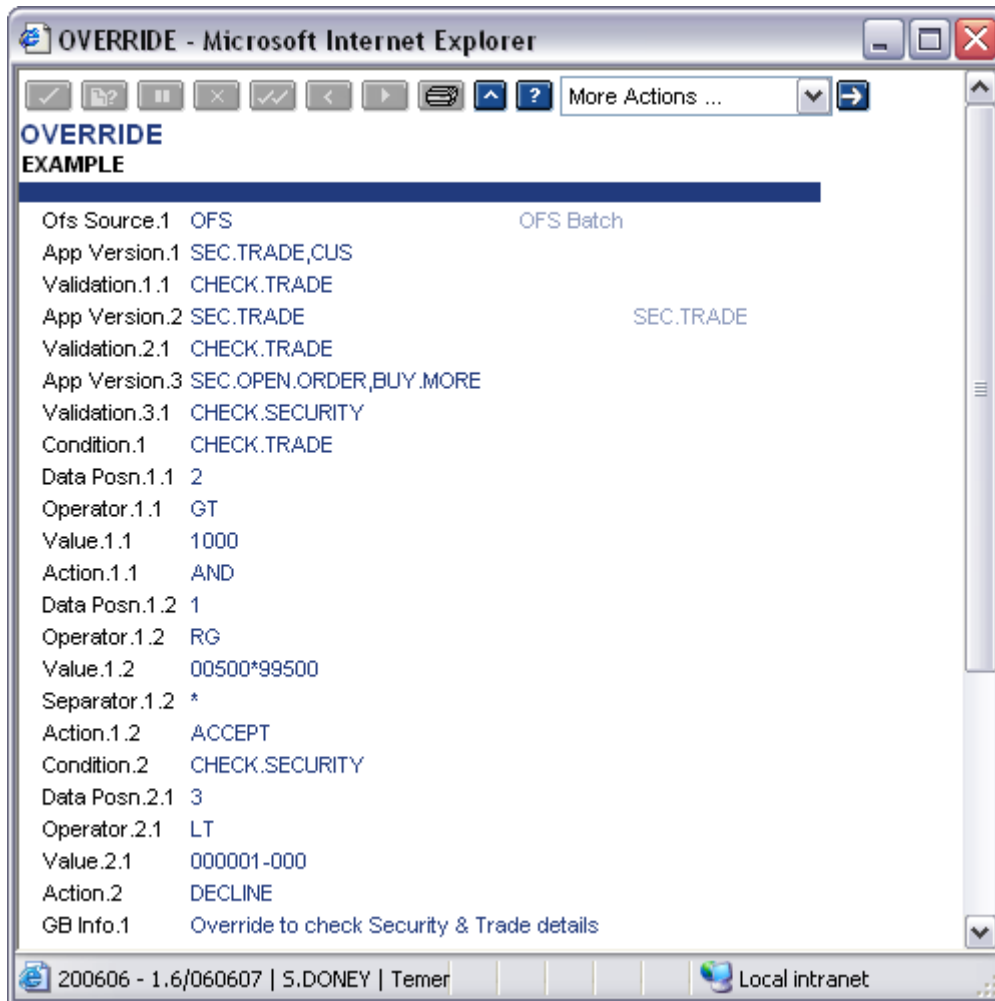 OVERRIDE - Microsoft Internet Explorer
More Actions ...
OVERRIDE
EXAMPLE
Ofs Source.1 OFS OFS Batch
App Version.1 SEC.TRADE,CUS
Validation.1.1 CHECK.TRADE
App Version.2 SEC.TRADE SEC.TRADE
Validation.2.1 CHECK.TRADE
App Version.3 SEC.OPEN.ORDER,BUY.MORE
Validation.3.1 CHECK.SECURITY
Condition.1 CHECK.TRADE
Data Posn.1.1 2
Operator.1.1 GT
Value.1.1 1000
Action.1.1 AND
Data Posn.1.2 1
Operator.1.2 RG
Value.1.2 00500*99500
Separator.1.2 *
Action.1.2 ACCEPT
Condition.2 CHECK.SECURITY
Data Posn.2.1 3
Operator.2.1 LT
Value.2.1 000001-000
Action.2 DECLINE
GB Info.1 Override to check Security & Trade details
200606 - 1.6/060607 | S.DONEY | Temer Local intranet